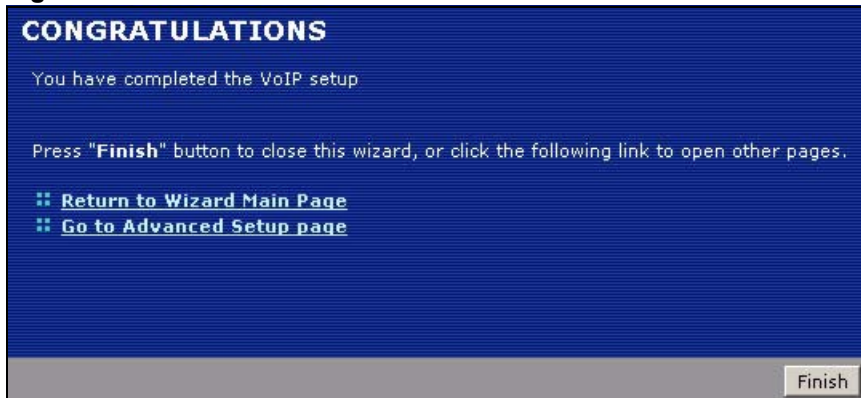 CONGRATULATIONS
You have completed the VoIP setup
Press "Finish" button to close this wizard, or click the following link to open other pages.
Return to Wizard Main Page
Go to Advanced Setup page
Finish